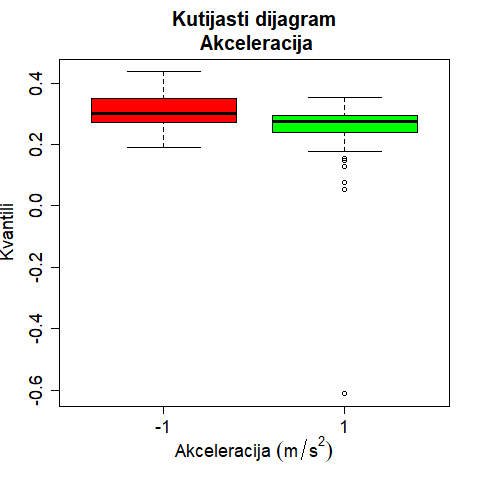 Kutijasti dijagram
Akceleracija
Kvantili
0.4
0.2
0.0
-0.2
-0.4
-0.6
-1
1
Akceleracija (m/s²)